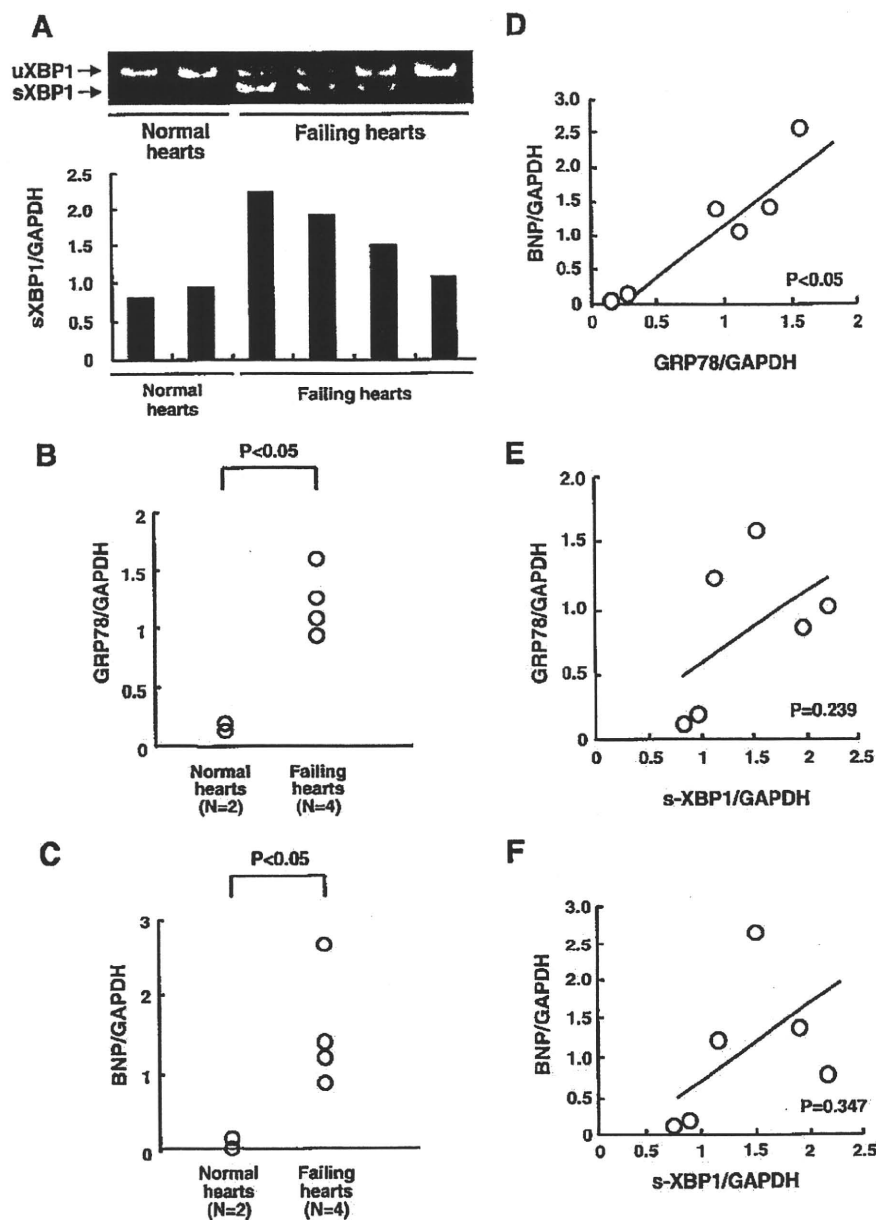 A
uXBP1→
sXBP1→
Normal hearts
Failing hearts
sXBP1/GAPDH
2.5
2.0
1.5
1.0
0.5
0
Normal hearts
Failing hearts
B
P<0.05
GRP78/GAPDH
2
1.5
1
0.5
0
Normal hearts (N=2)
Failing hearts (N=4)
C
P<0.05
BNP/GAPDH
3
2
1
0
Normal hearts (N=2)
Failing hearts (N=4)
D
BNP/GAPDH
3.0
2.5
2.0
1.5
1.0
0.5
0
P<0.05
0 0.5 1 1.5 2
GRP78/GAPDH
E
GRP78/GAPDH
2.0
1.5
1.0
0.5
0
P=0.239
0 0.5 1 1.5 2 2.5
s-XBP1/GAPDH
F
BNP/GAPDH
3.0
2.5
2.0
1.5
1.0
0.5
0
P=0.347
0 0.5 1 1.5 2 2.5
s-XBP1/GAPDH